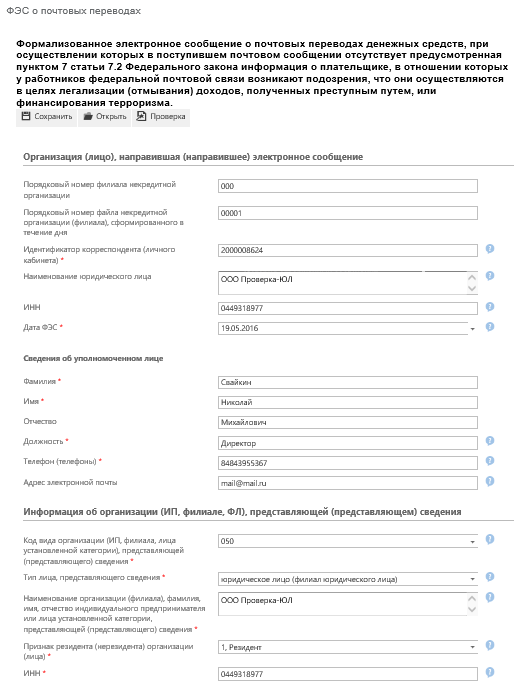 ФЭС о почтовых переводах
Формализованное электронное сообщение о почтовых переводах денежных средств, при
осуществлении которых в поступившем почтовом сообщении отсутствует предусмотренная
пунктом 7 статьи 7.2 Федерального закона информация о плательщике, в отношении которых
у работников федеральной почтовой связи возникают подозрения, что они осуществляются
в целях легализации (отмывания) доходов, полученных преступным путем, или
финансирования терроризма.
Сохранить Открыть Проверка
Организация (лицо), направившая (направившее) электронное сообщение
Порядковый номер филиала некредитной
организации
000
Порядковый номер файла некредитной
организации (филиала), сформированного в
течение дня
00001
Идентификатор корреспондента (личного
кабинета) *
2000008624
Наименование юридического лица
ООО Проверка-ЮЛ
ИНН
0449318977
Дата ФЭС *
19.05.2016
Сведения об уполномоченном лице
Фамилия *
Свайкин
Имя *
Николай
Отчество
Михайлович
Должность *
Директор
Телефон (телефоны) *
84843955367
Адрес электронной почты
mail@mail.ru
Информация об организации (ИП, филиале, ФЛ), представляющей (представляющем) сведения
Код вида организации (ИП, филиала, лица
установленной категории), представляющей
(представляющего) сведения *
050
Тип лица, представляющего сведения *
юридическое лицо (филиал юридического лица)
Наименование организации (филиала), фамилия,
имя, отчество индивидуального предпринимателя
или лица установленной категории,
представляющей (представляющего) сведения *
ООО Проверка-ЮЛ
Признак резидента (нерезидента) организации
(лица) *
1, Резидент
ИНН *
0449318977